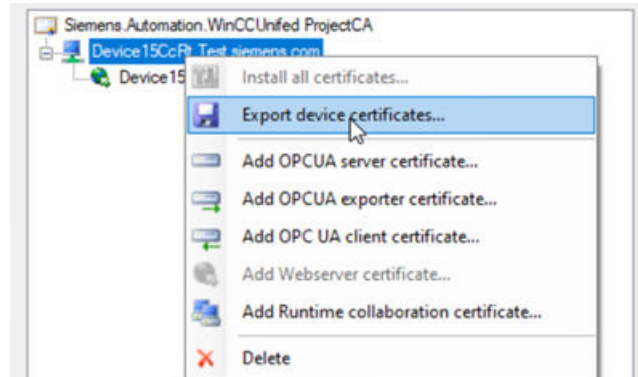 Siemens.Automation.WinCCUnifed ProjectCA
Device15CcRt.Test.siemens.com
Device15
Install all certificates...
Export device certificates...
Add OPCUA server certificate...
Add OPCUA exporter certificate...
Add OPC UA client certificate...
Add Webserver certificate...
Add Runtime collaboration certificate...
Delete